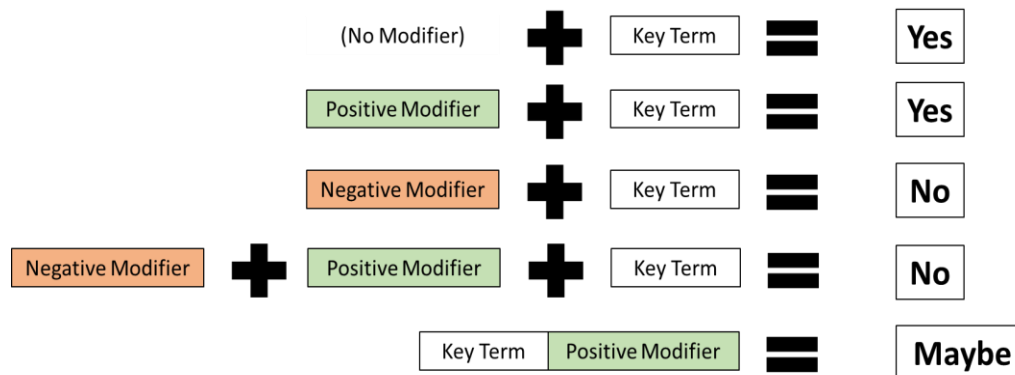 (No Modifier) Key Term Yes
Positive Modifier Key Term Yes
Negative Modifier Key Term No
Negative Modifier Positive Modifier Key Term No
Key Term Positive Modifier Maybe